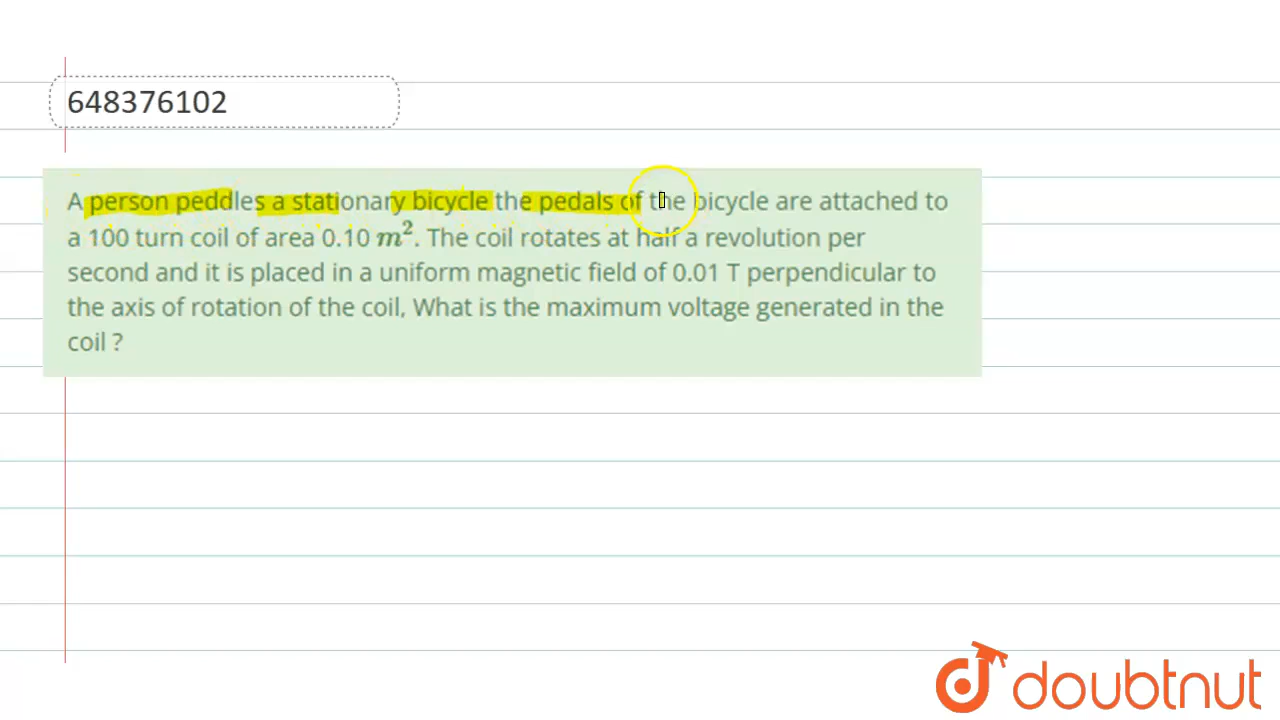 648376102
A person peddles a stationary bicycle the pedals of the bicycle are attached to
a 100 turn coil of area 0.10 m². The coil rotates at half a revolution per
second and it is placed in a uniform magnetic field of 0.01 T perpendicular to
the axis of rotation of the coil, What is the maximum voltage generated in the
coil ?
doubtnut